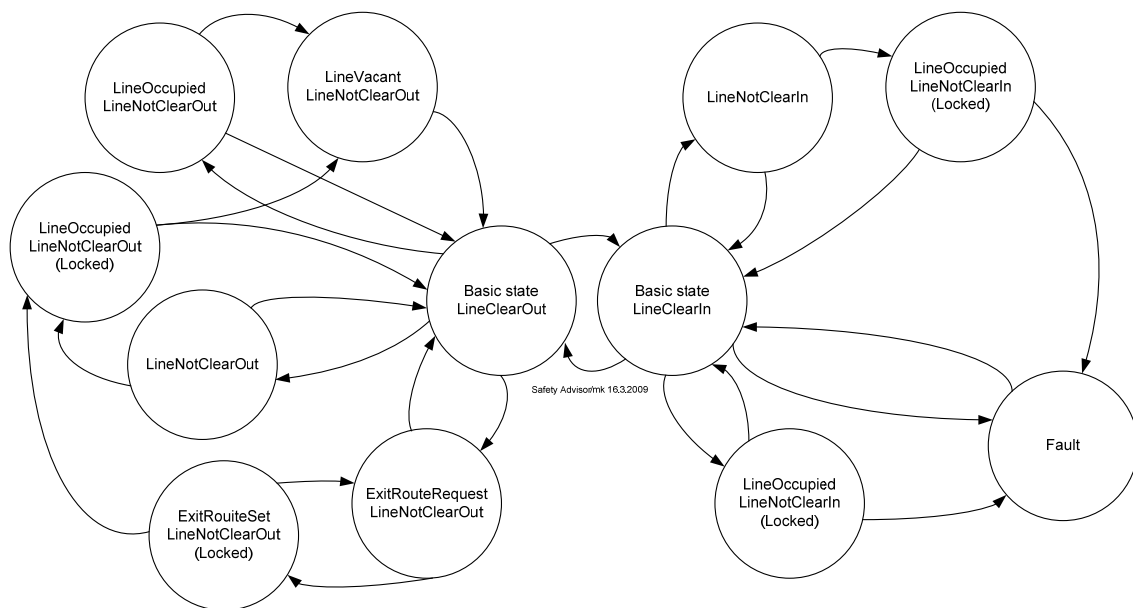 LineOccupied
LineNotClearOut
LineVacant
LineNotClearOut
LineNotClearIn
LineOccupied
LineNotClearIn
(Locked)
LineOccupied
LineNotClearOut
(Locked)
Basic state
LineClearOut
Basic state
LineClearIn
LineNotClearOut
Safety Advisor/mk 16.3.2009
Fault
ExitRouteRequest
LineNotClearOut
LineOccupied
LineNotClearIn
(Locked)
ExitRouiteSet
LineNotClearOut
(Locked)